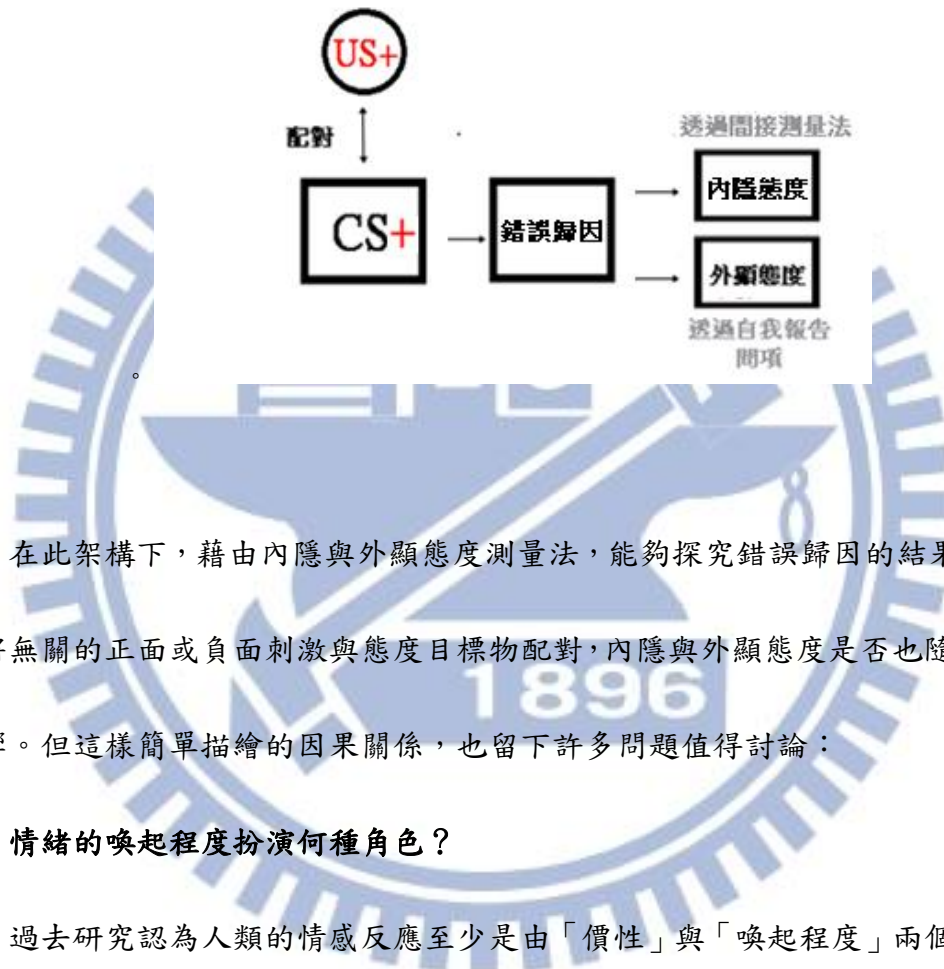 US+
配對
透過間接測量法
內隱態度
CS+
錯誤歸因
外顯態度
透過自我報告
問項
。
在此架構下，藉由內隱與外顯態度測量法，能夠探究錯誤歸因的結果
無關的正面或負面刺激與態度目標物配對，內隱與外顯態度是否也隨
1896
。但這樣簡單描繪的因果關係，也留下許多問題值得討論：
情緒的喚起程度扮演何種角色？
過去研究認為人類的情感反應至少是由「價性」與「喚起程度」兩個